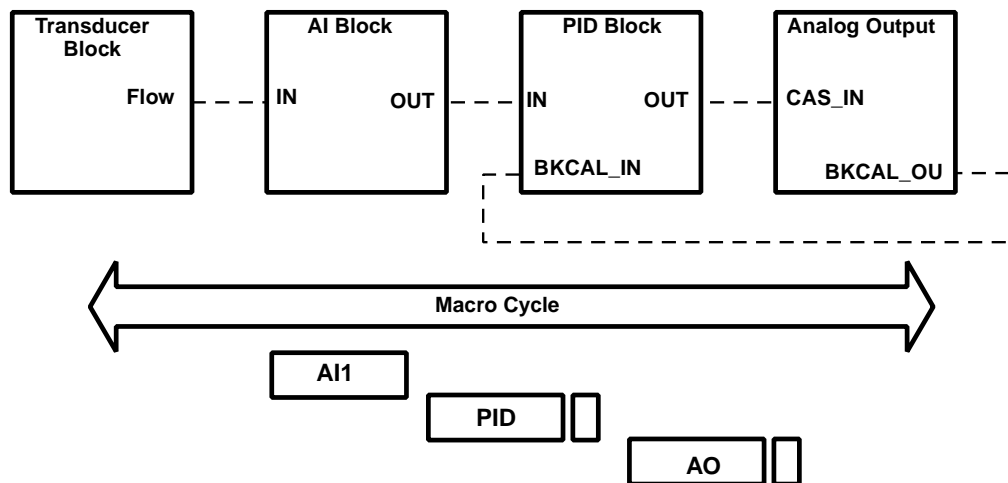 Transducer
Block
AI Block
PID Block
Analog Output
Flow
IN
OUT
IN
OUT
CAS_IN
BKCAL_IN
BKCAL_OU
Macro Cycle
AI1
PID
AO